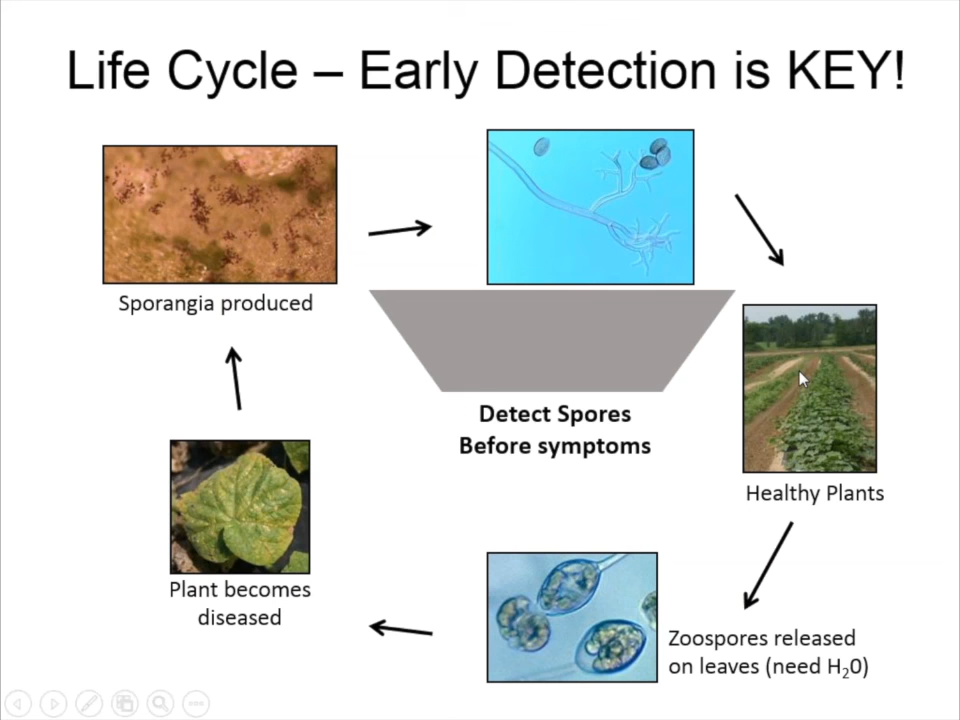 Life Cycle – Early Detection is KEY!
Sporangia produced
Detect Spores
Before symptoms
Healthy Plants
Plant becomes
diseased
Zoospores released
on leaves (need H₂0)